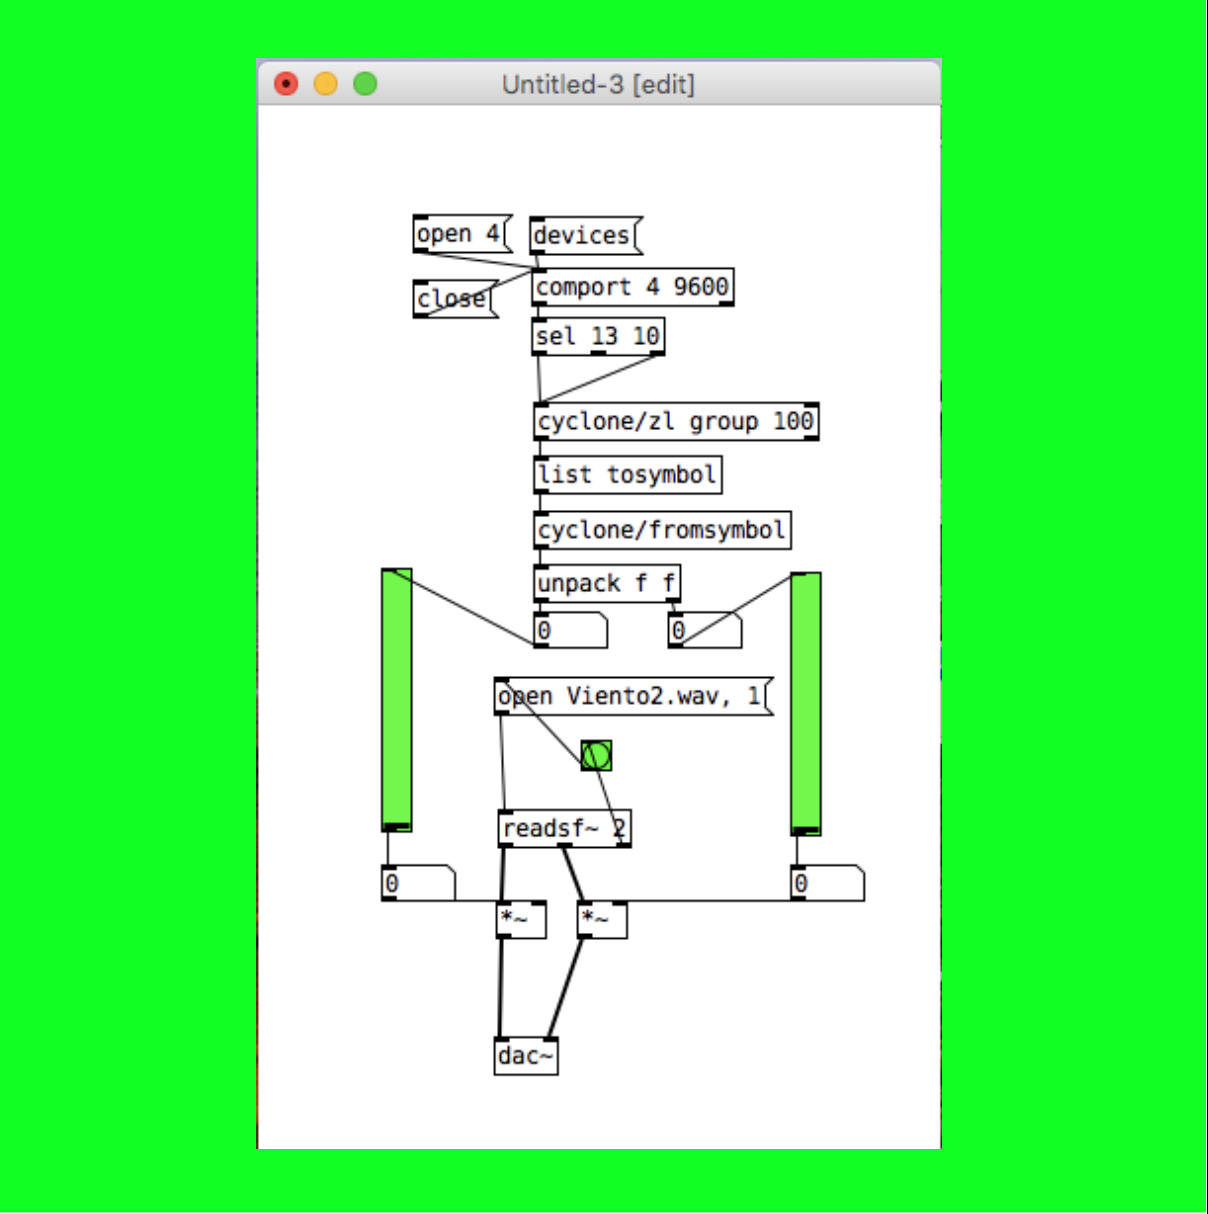 Untitled-3 [edit]
open 4
devices
close
comport 4 9600
sel 13 10
cyclone/zl group 100
list tosymbol
cyclone/fromsymbol
unpack f f
0
0
open Viento2.wav, 1
readsf~ 2
0
0
*~
*~
dac~